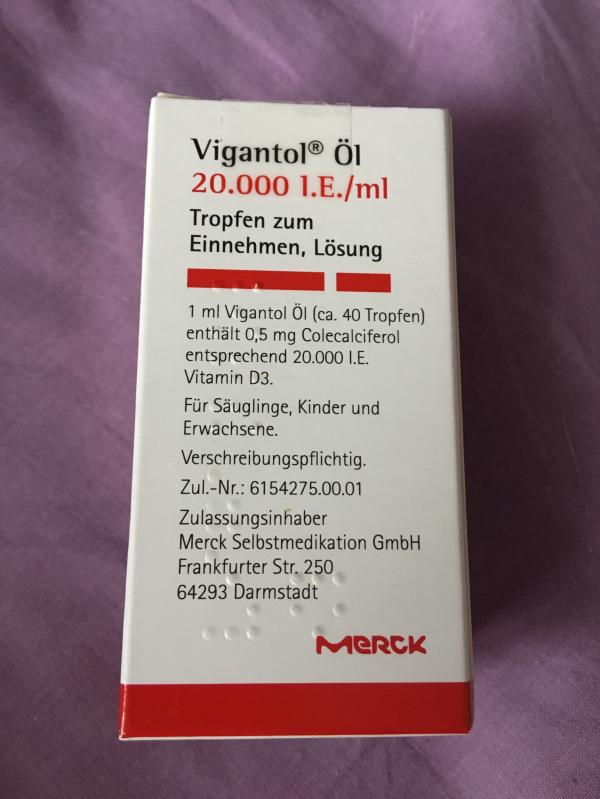 Vigantol® Öl
20.000 I.E./ml
Tropfen zum
Einnehmen, Lösung
1 ml Vigantol Öl (ca. 40 Tropfen)
enthält 0,5 mg Colecalciferol
entsprechend 20.000 I.E.
Vitamin D3.
Für Säuglinge, Kinder und
Erwachsene.
Verschreibungspflichtig.
Zul.-Nr.: 6154275.00.01
Zulassungsinhaber
Merck Selbstmedikation GmbH
Frankfurter Str. 250
64293 Darmstadt
MERCK